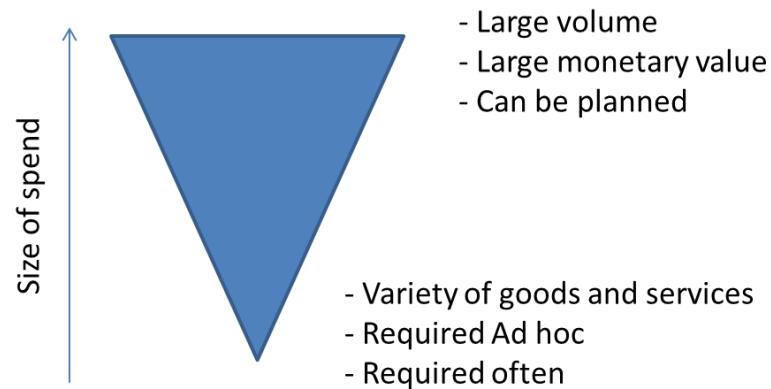 - Large volume
- Large monetary value
- Can be planned
Size of spend
- Variety of goods and services
- Required Ad hoc
- Required often